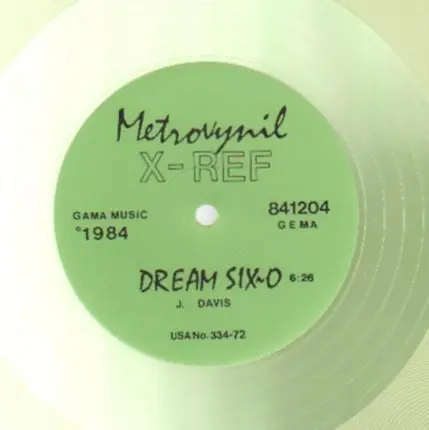 Metrovynil
X-REF
GAMA MUSIC
©1984
841204
GEMA
DREAM SIX~O 6:26
J. DAVIS
USA No. 334-72